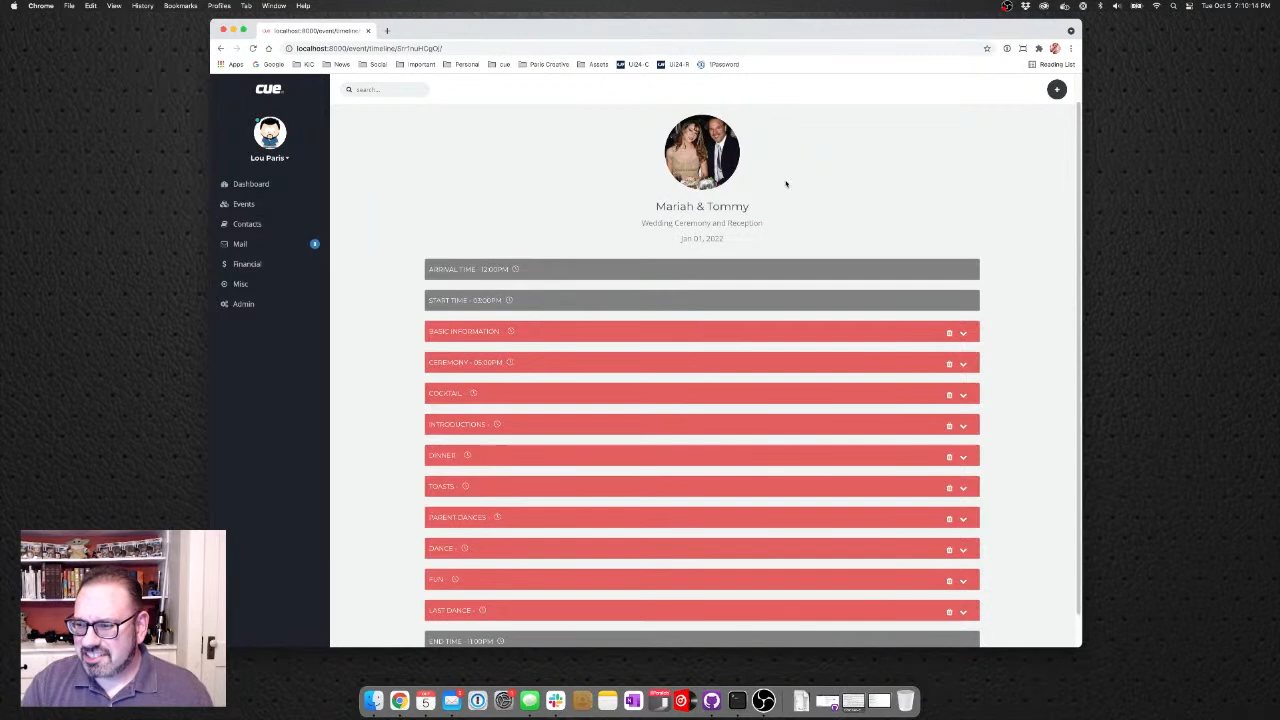 Chrome File Edit View History Bookmarks Profiles Tab Window Help
Tue Oct 5 7:10:14 PM
localhost:8000/event/timeline/
Apps Google KiC News Social Important Personal cue Paris Creative Assets Ui24-C Ui24-R 1Password Reading List
cue
search...
Lou Paris
Dashboard
Events
Contacts
Mail
Financial
Misc
Admin
Mariah & Tommy
Wedding Ceremony and Reception
Jan 01, 2022
ARRIVAL TIME - 12:00PM
START TIME - 03:00PM
BASIC INFORMATION
CEREMONY - 05:00PM
COCKTAIL
INTRODUCTIONS -
DINNER
TOASTS -
PARENT DANCES -
DANCE -
FUN
LAST DANCE -
END TIME - 11:00PM